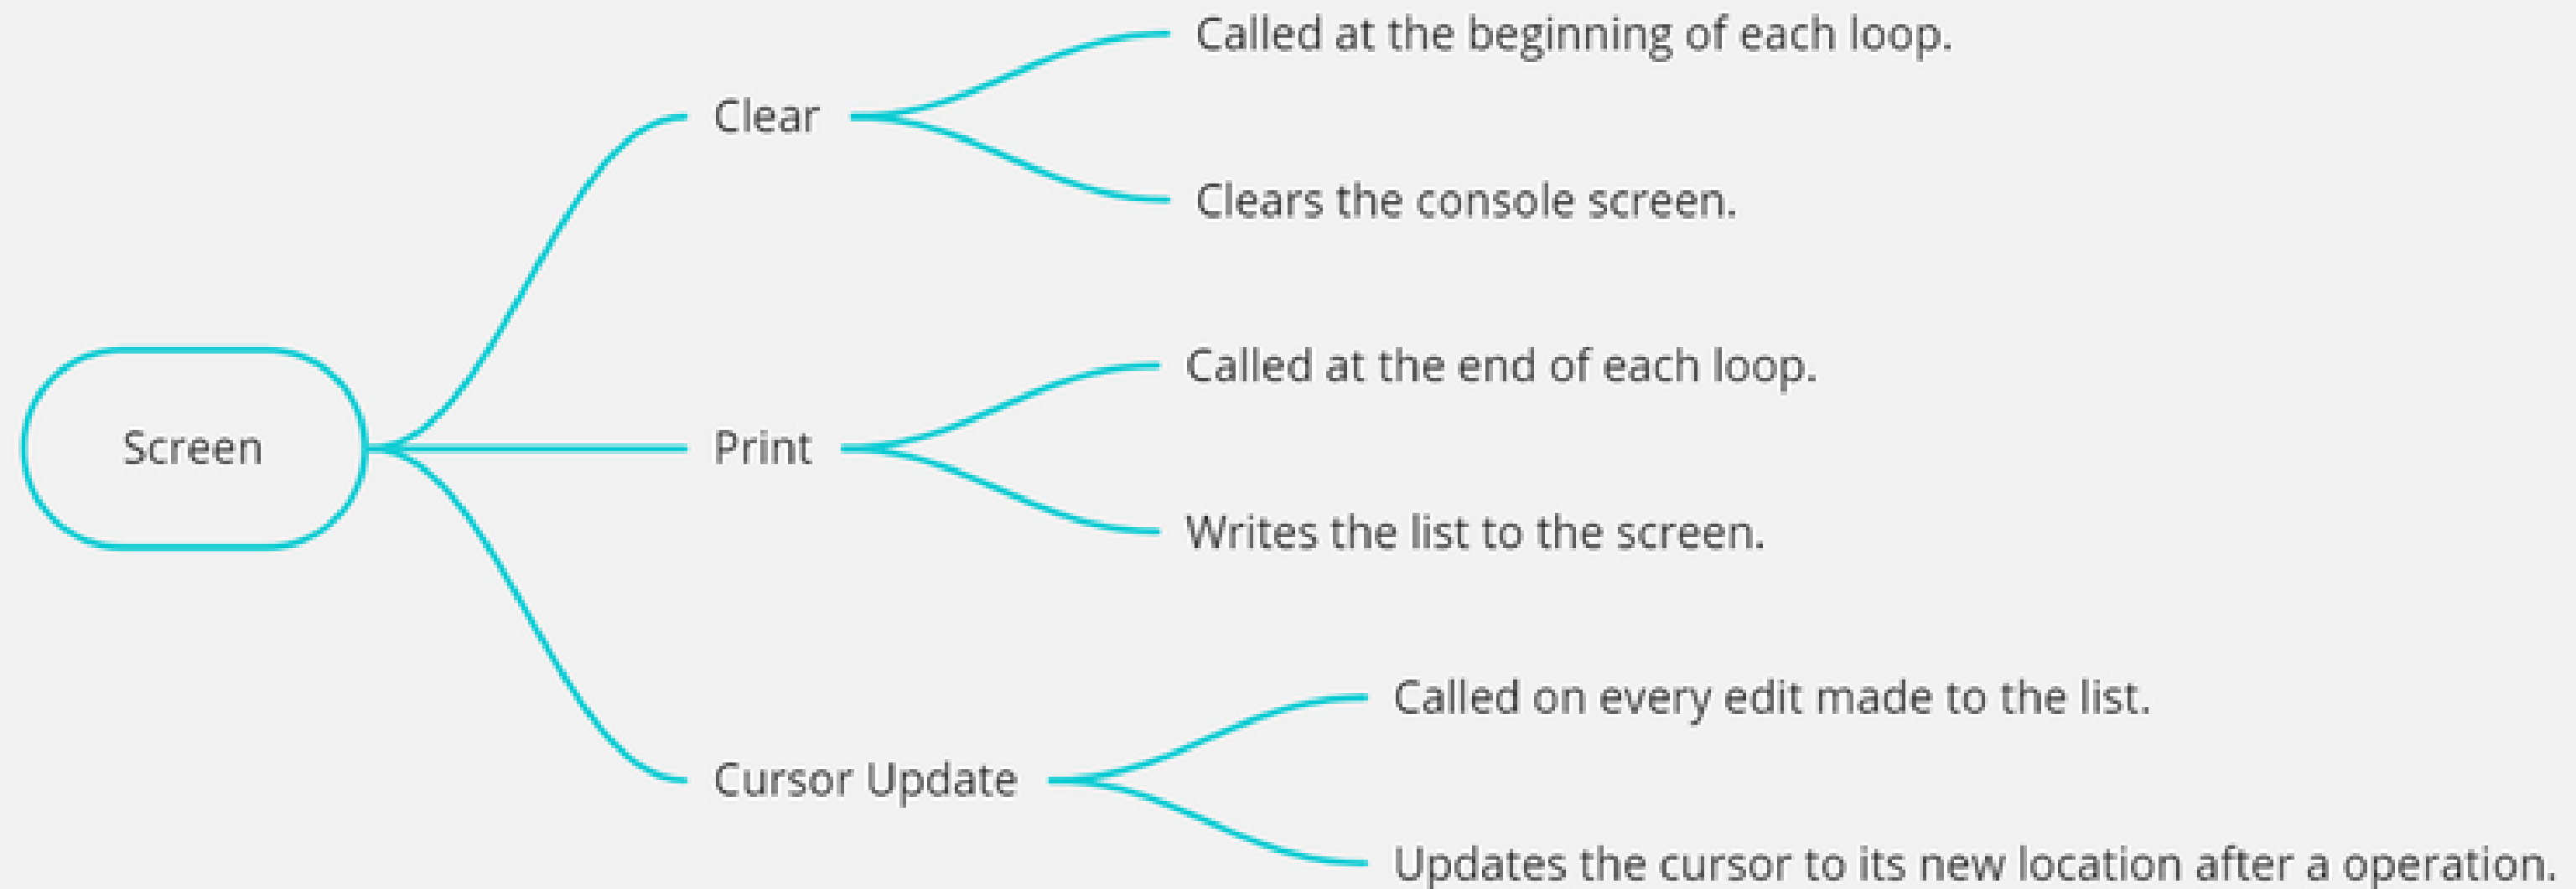 Called at the beginning of each loop.
Clear
Clears the console screen.
Called at the end of each loop.
Screen
Print
Writes the list to the screen.
Called on every edit made to the list.
Cursor Update
Updates the cursor to its new location after a operation.